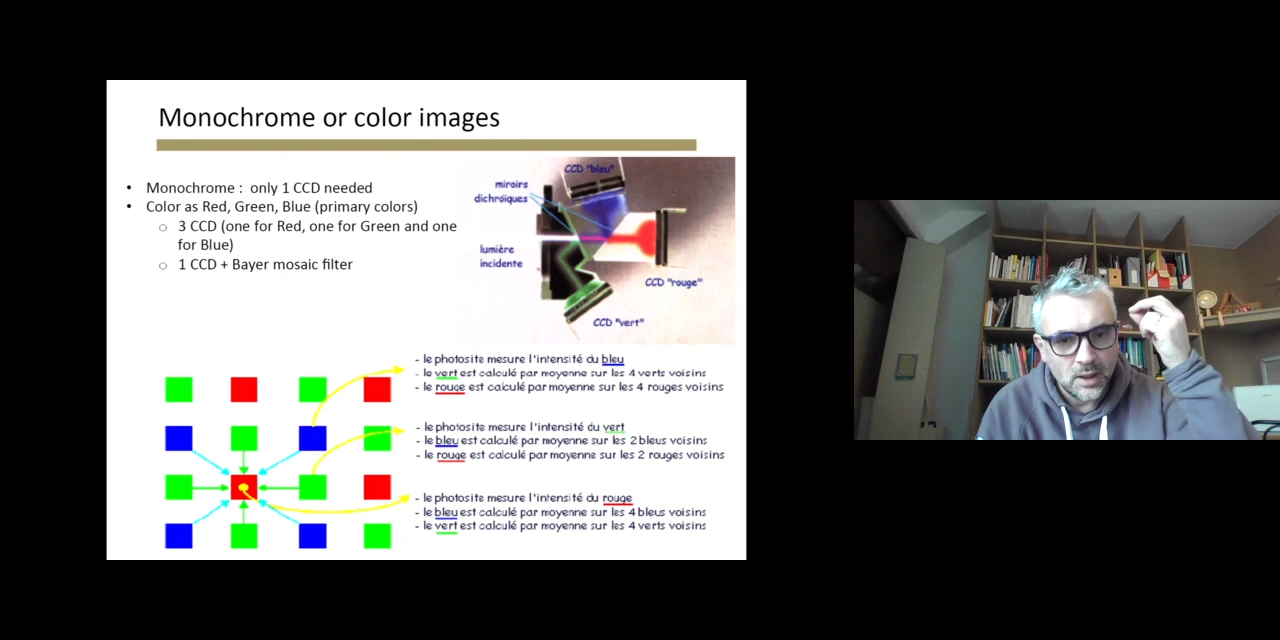 Monochrome or color images
• Monochrome : only 1 CCD needed
• Color as Red, Green, Blue (primary colors)
○ 3 CCD (one for Red, one for Green and one
for Blue)
○ 1 CCD + Bayer mosaic filter
CCD "bleu"
miroirs
dichroïques
lumière
incidente
CCD "rouge"
CCD "vert"
- le photosite mesure l'intensité du bleu
- le vert est calculé par moyenne sur les 4 verts voisins
- le rouge est calculé par moyenne sur les 4 rouges voisins
- le photosite mesure l'intensité du vert
- le bleu est calculé par moyenne sur les 2 bleus voisins
- le rouge est calculé par moyenne sur les 2 rouges voisins
- le photosite mesure l'intensité du rouge
- le bleu est calculé par moyenne sur les 4 bleus voisins
- le vert est calculé par moyenne sur les 4 verts voisins